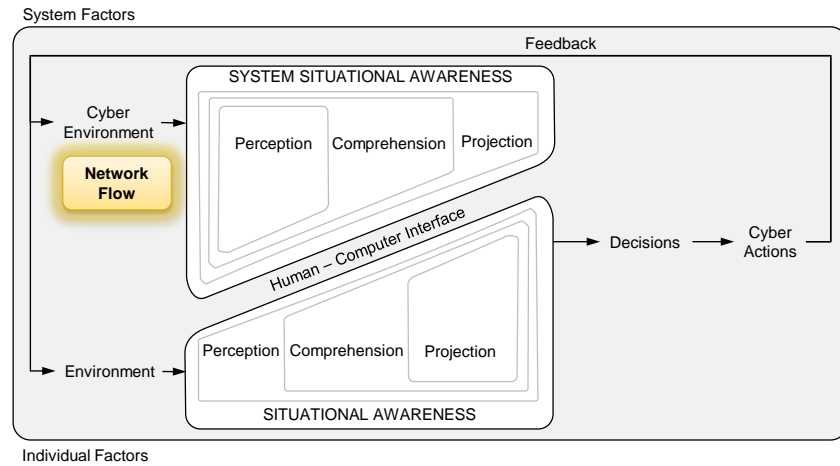 System Factors
Feedback
SYSTEM SITUATIONAL AWARENESS
Cyber
Environment
Perception
Comprehension
Projection
Network
Flow
Human – Computer Interface
Decisions
Cyber
Actions
Environment
Perception
Comprehension
Projection
SITUATIONAL AWARENESS
Individual Factors